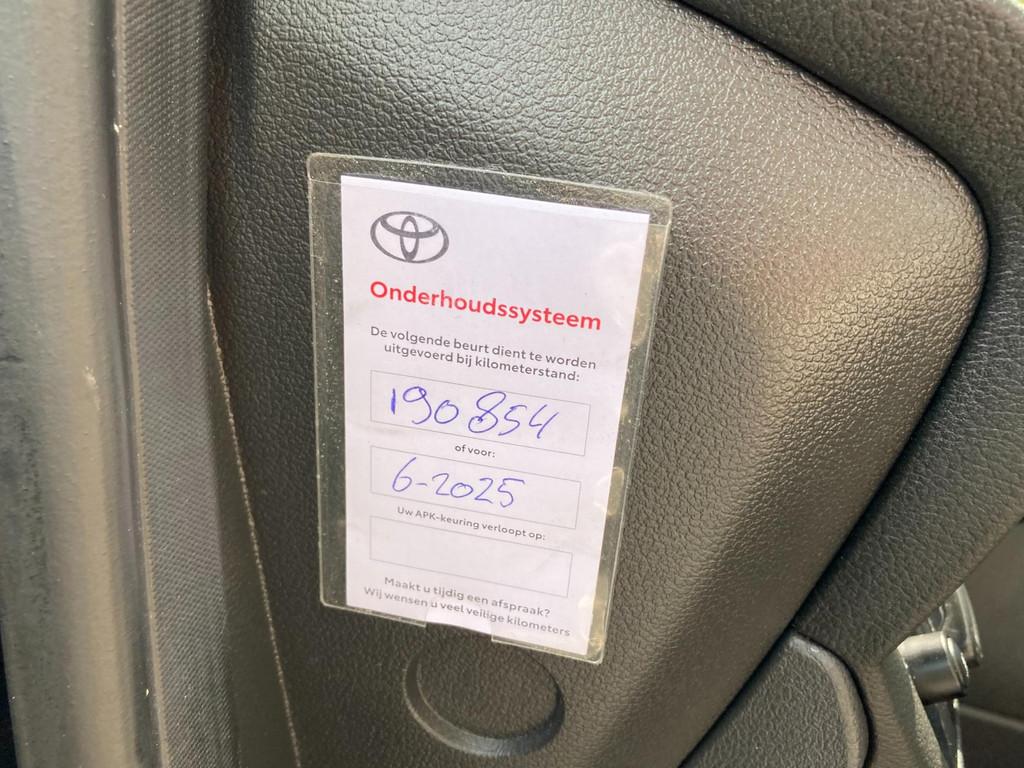 Onderhoudssysteem
De volgende beurt dient te worden
uitgevoerd bij kilometerstand:
190 854
of voor:
6-2025
Uw APK-keuring verloopt op:
Maakt u tijdig een afspraak?
Wij wensen u veel veilige kilometers